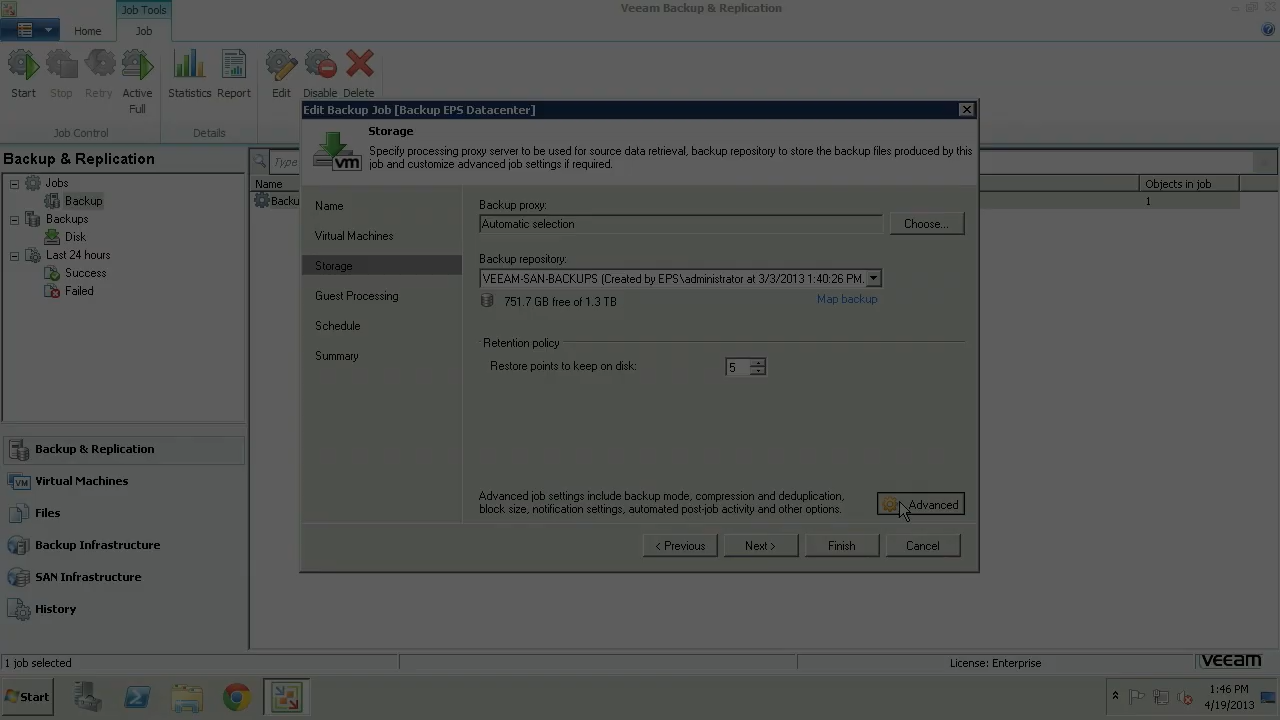 Job Tools
Veeam Backup & Replication
Home
Job
Start
Stop
Retry
Active
Full
Statistics
Report
Edit
Disable
Delete
Job Control
Details
Backup & Replication
Jobs
Backup
Backups
Disk
Last 24 hours
Success
Failed
Backup & Replication
Virtual Machines
Files
Backup Infrastructure
SAN Infrastructure
History
Type
Name
Objects in job
Backu
1
Edit Backup Job [Backup EPS Datacenter]
vm
Storage
Specify processing proxy server to be used for source data retrieval, backup repository to store the backup files produced by this
job and customize advanced job settings if required.
Name
Virtual Machines
Storage
Guest Processing
Schedule
Summary
Backup proxy:
Automatic selection
Choose...
Backup repository:
VEEAM-SAN-BACKUPS (Created by EPS\administrator at 3/3/2013 1:40:26 PM.
751.7 GB free of 1.3 TB
Map backup
Retention policy
Restore points to keep on disk:
5
Advanced job settings include backup mode, compression and deduplication,
block size, notification settings, automated post-job activity and other options.
Advanced
< Previous
Next >
Finish
Cancel
1 job selected
License: Enterprise
veeam
Start
1:46 PM
4/19/2013